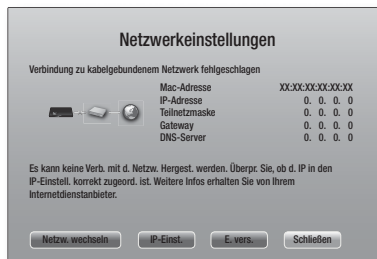 Netzwerkeinstellungen
Verbindung zu kabelgebundenem Netzwerk fehlgeschlagen
Mac-Adresse XX:XX:XX:XX:XX:XX
IP-Adresse 0. 0. 0. 0
Teilnetzmaske 0. 0. 0. 0
Gateway 0. 0. 0. 0
DNS-Server 0. 0. 0. 0
Es kann keine Verb. mit d. Netzw. Hergest. werden. Überpr. Sie, ob d. IP in den
IP-Einstell. korrekt zugeord. ist. Weitere Infos erhalten Sie von Ihrem
Internetdienstanbieter.
Netzw. wechseln IP-Einst. E. vers. Schließen